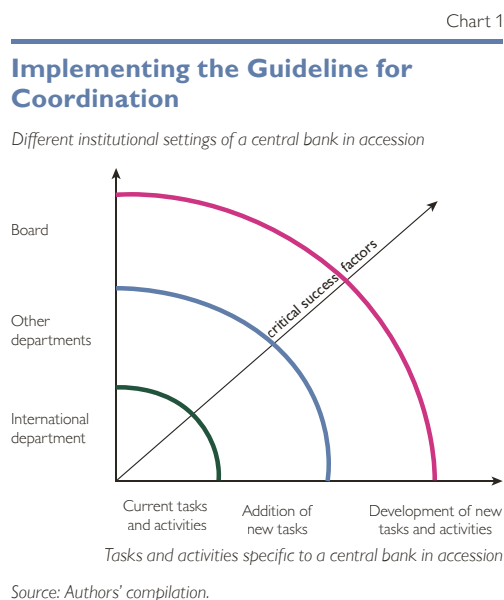 Chart 1
Implementing the Guideline for
Coordination
Different institutional settings of a central bank in accession
Board
critical success factors
Other
departments
International
department
Current tasks
and activities
Addition of
new tasks
Development of new
tasks and activities
Tasks and activities specific to a central bank in accession
Source: Authors' compilation.